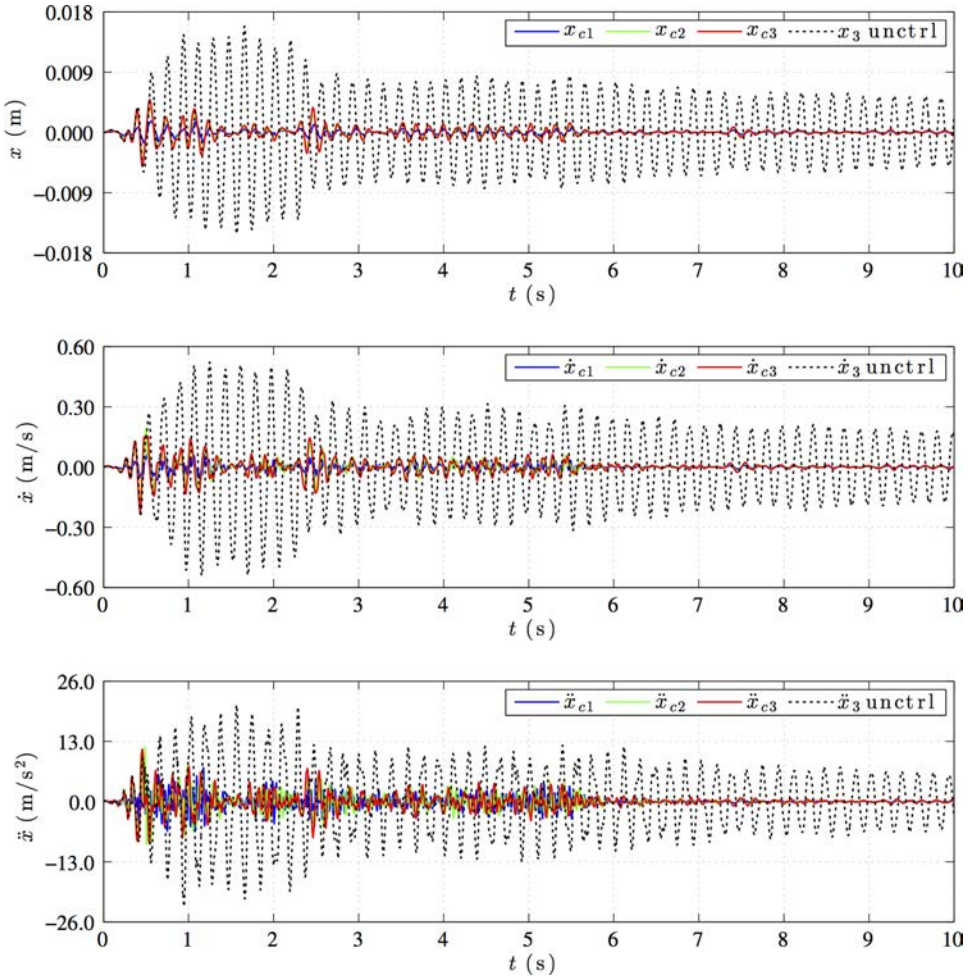 0.018
x_c1 x_c2 x_c3 x_3 unctrl
0.009
0.000
−0.009
−0.018
x (m)
0 1 2 3 4 5 6 7 8 9 10
t (s)
0.60
ẋ_c1 ẋ_c2 ẋ_c3 ẋ_3 unctrl
0.30
0.00
−0.30
−0.60
ẋ (m/s)
0 1 2 3 4 5 6 7 8 9 10
t (s)
26.0
ẍ_c1 ẍ_c2 ẍ_c3 ẍ_3 unctrl
13.0
0.0
−13.0
−26.0
ẍ (m/s²)
0 1 2 3 4 5 6 7 8 9 10
t (s)